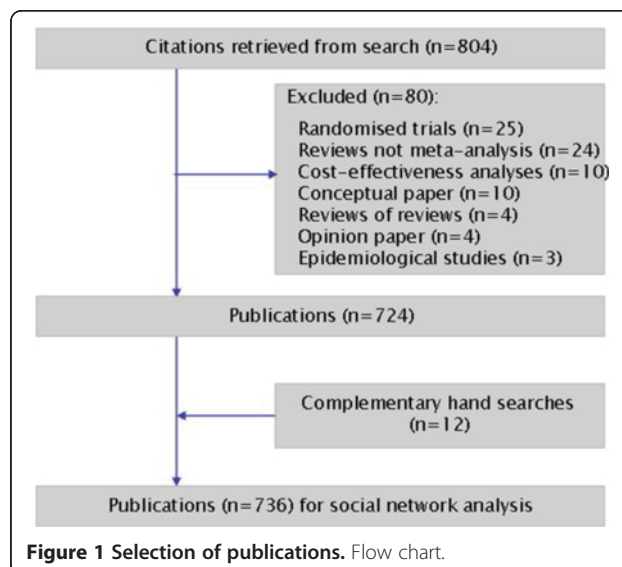 Citations retrieved from search (n=804)
Excluded (n=80):
Randomised trials (n=25)
Reviews not meta-analysis (n=24)
Cost-effectiveness analyses (n=10)
Conceptual paper (n=10)
Reviews of reviews (n=4)
Opinion paper (n=4)
Epidemiological studies (n=3)
Publications (n=724)
Complementary hand searches
(n=12)
Publications (n=736) for social network analysis
Figure 1 Selection of publications. Flow chart.